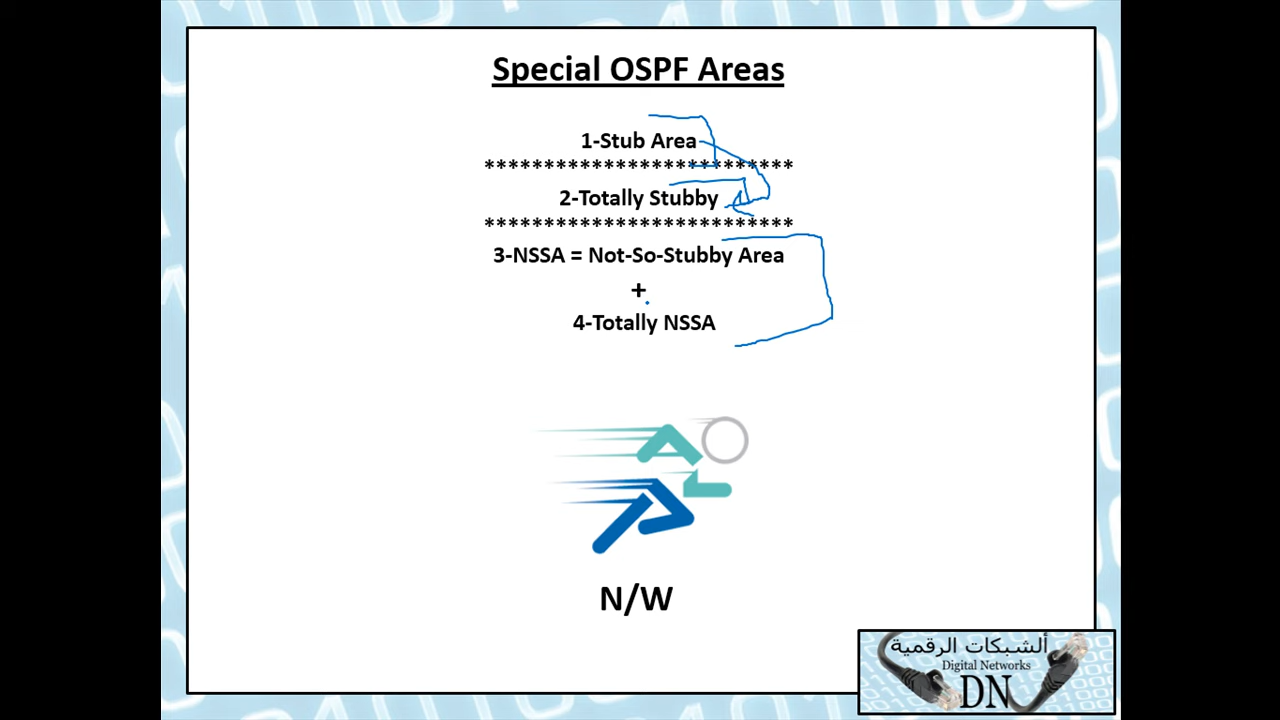 Special OSPF Areas
1-Stub Area
**************************
2-Totally Stubby
**************************
3-NSSA = Not-So-Stubby Area
+
4-Totally NSSA
N/W
ألشبكات الرقمية
Digital Networks
DN